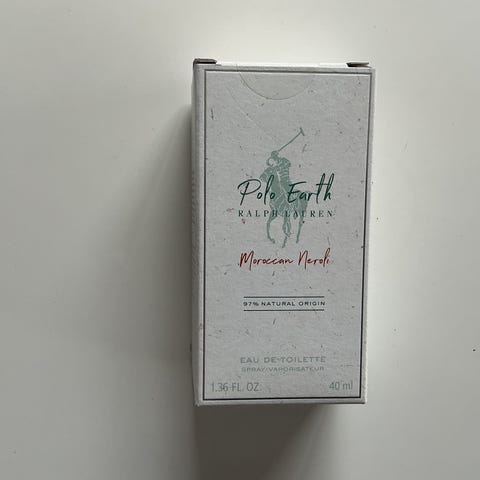 Polo Earth
RALPH LAUREN
Moroccan Neroli
97% NATURAL ORIGIN
EAU DE TOILETTE
SPRAY/VAPORISATEUR
1.36 FL. OZ. 40 ml